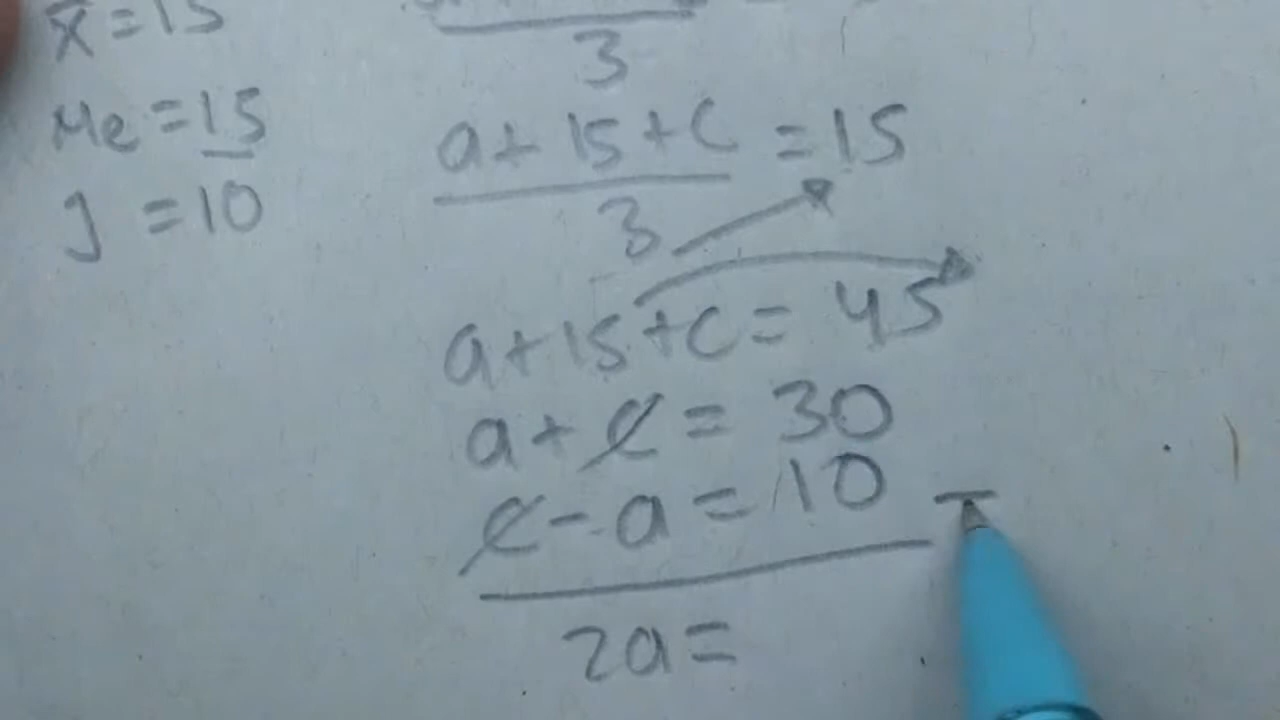 x̄ = 15
Me = 15
J = 10
3
a + 15 + c = 15
3
a + 15 + c = 45
a + c = 30
c - a = 10 -
2a =